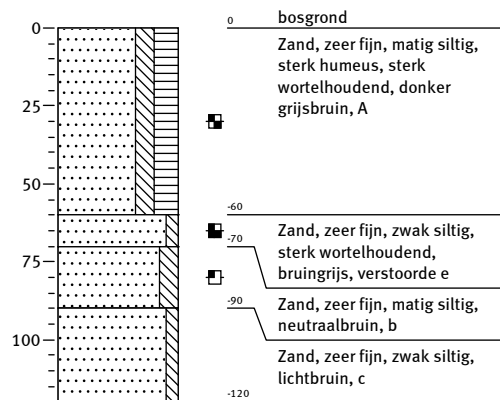 0
25
50
75
100
0
bosgrond
Zand, zeer fijn, matig siltig,
sterk humeus, sterk
wortelhoudend, donker
grijsbruin, A
-60
Zand, zeer fijn, zwak siltig,
sterk wortelhoudend,
bruingrijs, verstoorde e
-70
Zand, zeer fijn, matig siltig,
neutraalbruin, b
-90
Zand, zeer fijn, zwak siltig,
lichtbruin, c
-120